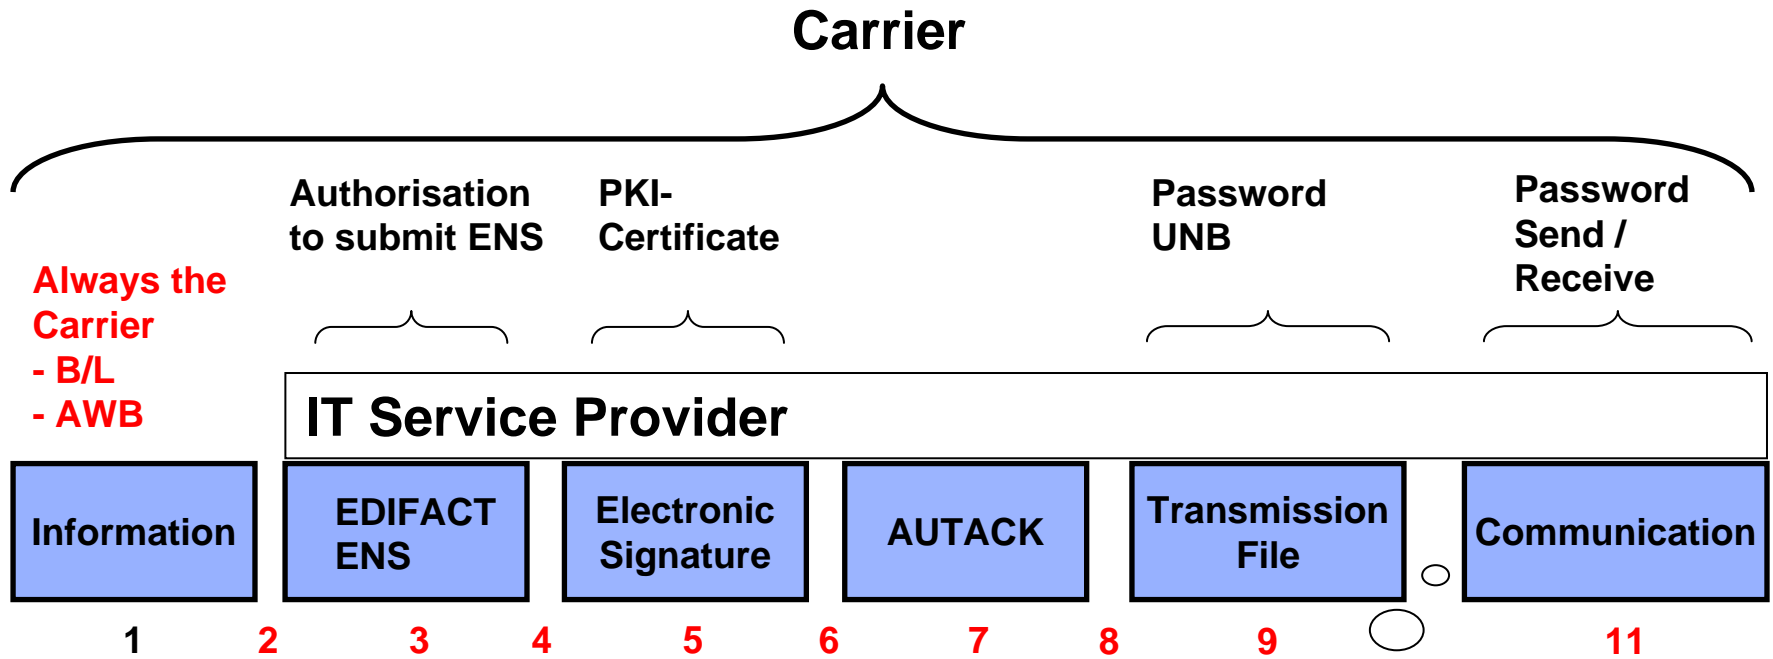 Carrier
Authorisation
to submit ENS
PKI-
Certificate
Password
UNB
Password
Send /
Receive
Always the
Carrier
- B/L
- AWB
IT Service Provider
Information
EDIFACT
ENS
Electronic
Signature
AUTACK
Transmission
File
Communication
1 2 3 4 5 6 7 8 9 11